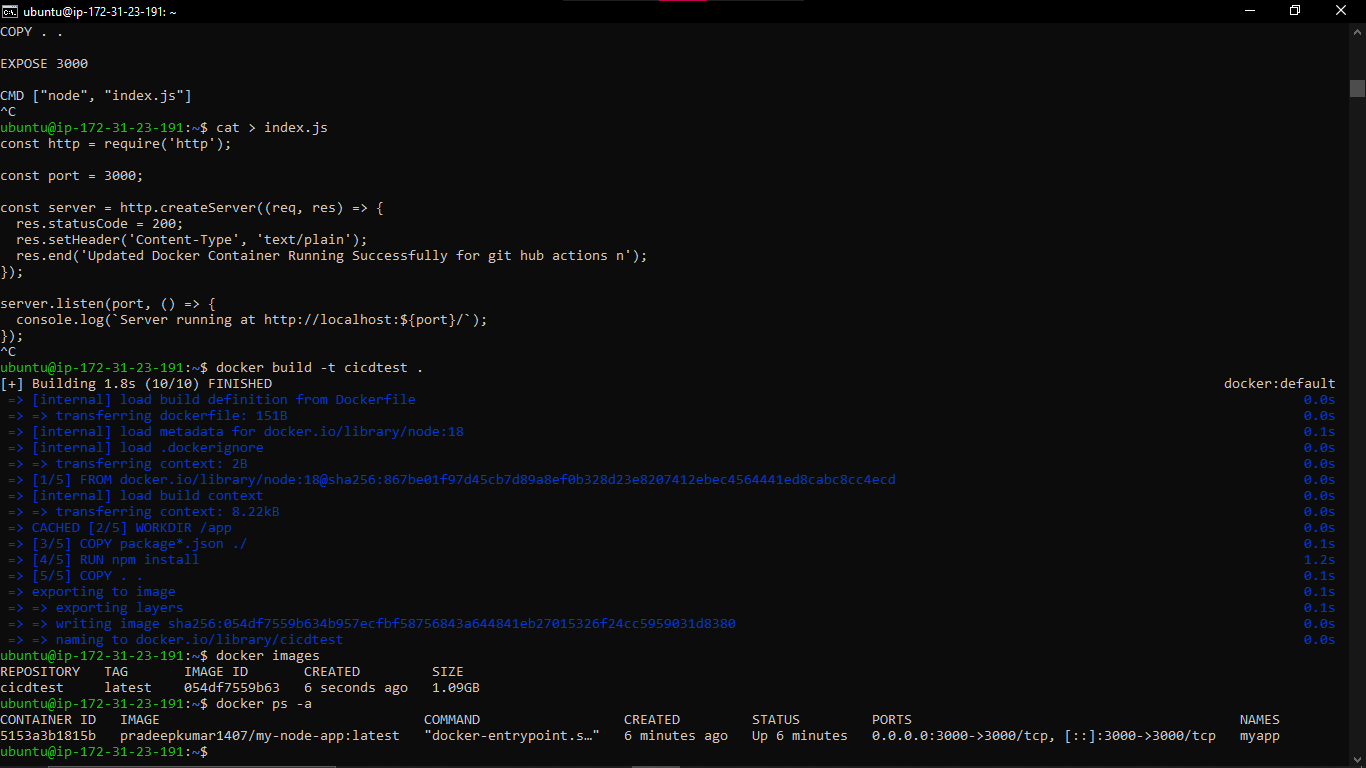 ubuntu@ip-172-31-23-191: ~
COPY . .
EXPOSE 3000
CMD ["node", "index.js"]
^C
ubuntu@ip-172-31-23-191:~$ cat > index.js
const http = require('http');
const port = 3000;
const server = http.createServer((req, res) => {
  res.statusCode = 200;
  res.setHeader('Content-Type', 'text/plain');
  res.end('Updated Docker Container Running Successfully for git hub actions n');
});
server.listen(port, () => {
  console.log(`Server running at http://localhost:${port}/`);
});
^C
ubuntu@ip-172-31-23-191:~$ docker build -t cicdtest .
[+] Building 1.8s (10/10) FINISHED docker:default
 => [internal] load build definition from Dockerfile 0.0s
 => => transferring dockerfile: 151B 0.0s
 => [internal] load metadata for docker.io/library/node:18 0.1s
 => [internal] load .dockerignore 0.0s
 => => transferring context: 2B 0.0s
 => [1/5] FROM docker.io/library/node:18@sha256:867be01f97d45cb7d89a8ef0b328d23e8207412ebec4564441ed8cabc8cc4ecd 0.0s
 => [internal] load build context 0.0s
 => => transferring context: 8.22kB 0.0s
 => CACHED [2/5] WORKDIR /app 0.0s
 => [3/5] COPY package*.json ./ 0.1s
 => [4/5] RUN npm install 1.2s
 => [5/5] COPY . . 0.1s
 => exporting to image 0.1s
 => => exporting layers 0.1s
 => => writing image sha256:054df7559b634b957ecfbf58756843a644841eb27015326f24cc5959031d8380 0.0s
 => => naming to docker.io/library/cicdtest 0.0s
ubuntu@ip-172-31-23-191:~$ docker images
REPOSITORY   TAG       IMAGE ID       CREATED         SIZE
cicdtest     latest    054df7559b63   6 seconds ago   1.09GB
ubuntu@ip-172-31-23-191:~$ docker ps -a
CONTAINER ID   IMAGE                                 COMMAND                  CREATED         STATUS         PORTS                                         NAMES
5153a3b1815b   pradeepkumar1407/my-node-app:latest   "docker-entrypoint.s…"   6 minutes ago   Up 6 minutes   0.0.0.0:3000->3000/tcp, [::]:3000->3000/tcp   myapp
ubuntu@ip-172-31-23-191:~$